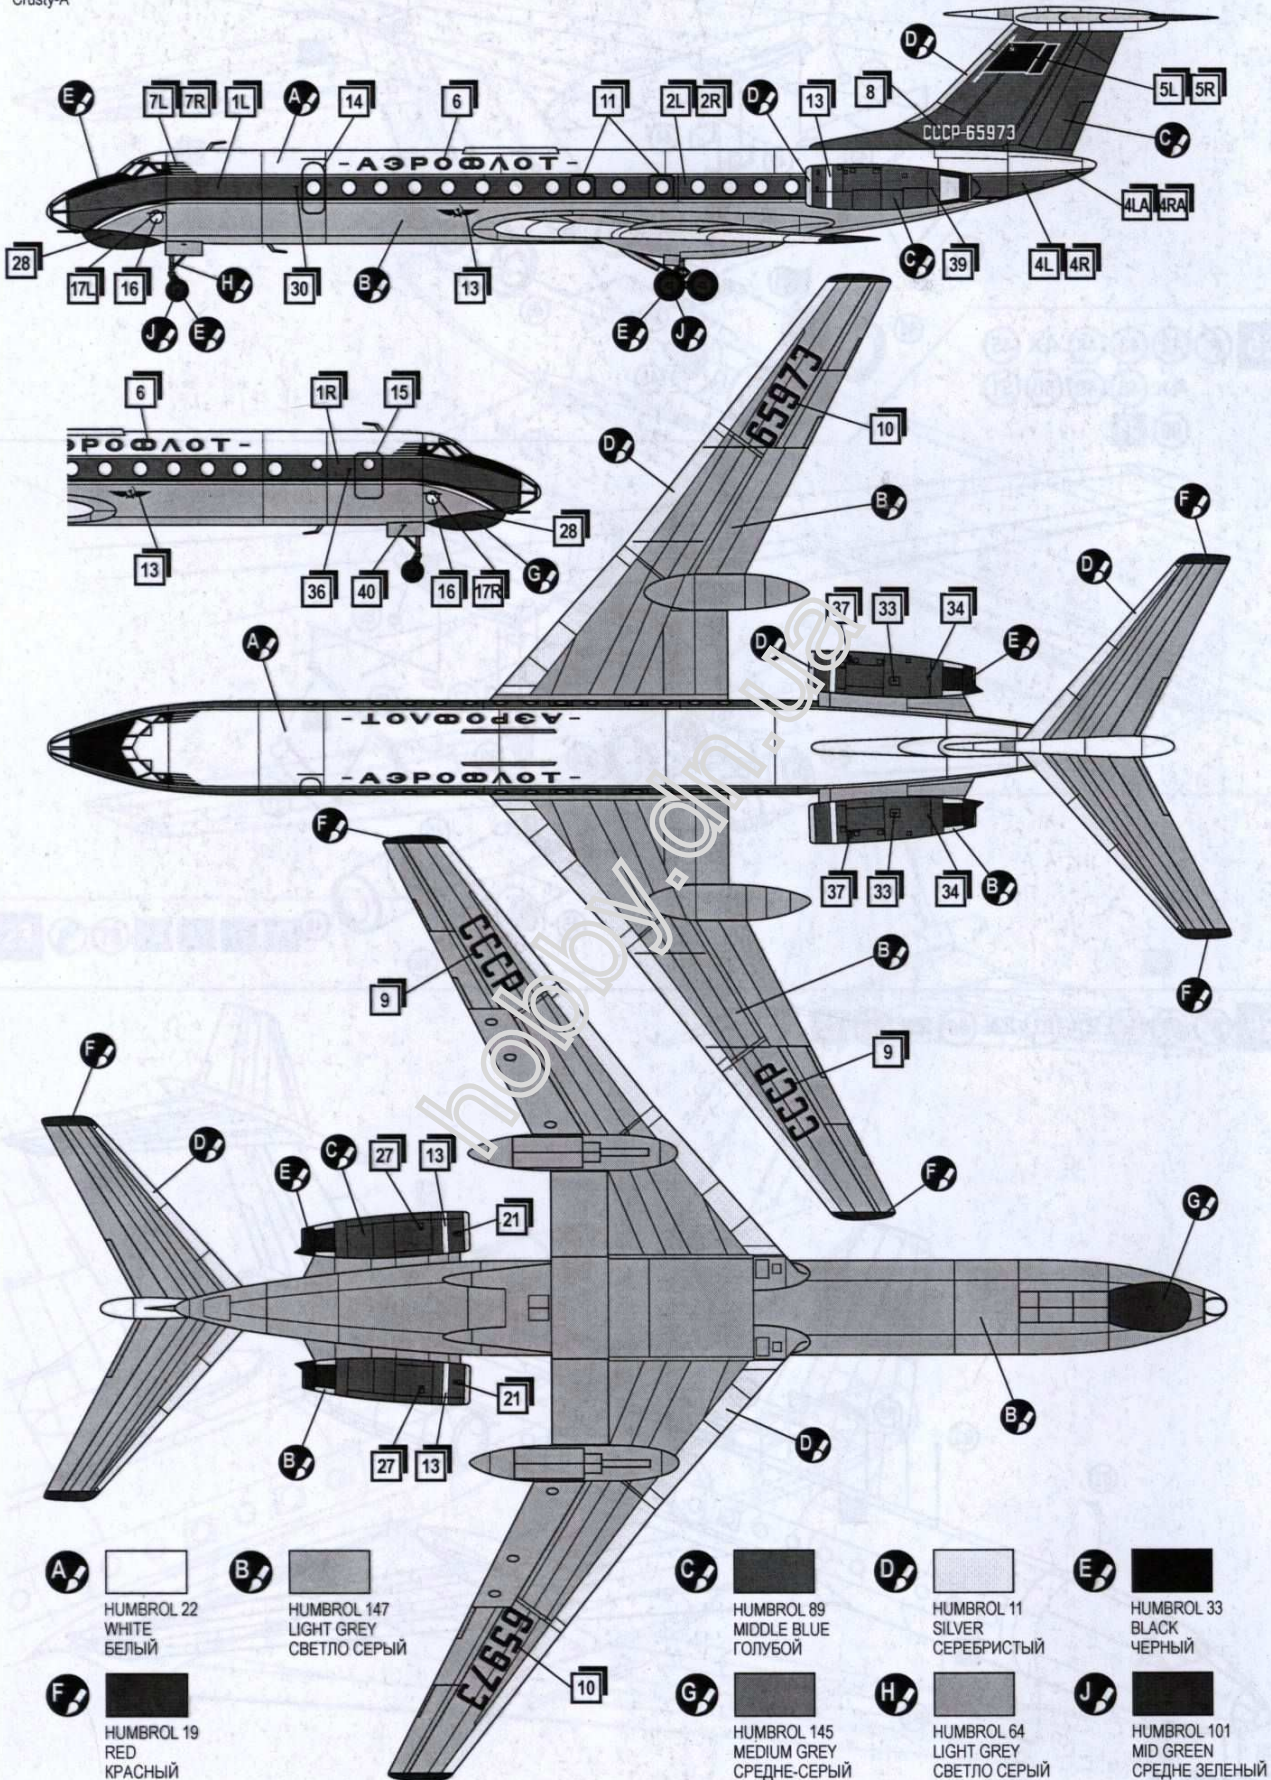 Crusty-A
D
E
7L 7R
1L
A
14
6
11
2L 2R
D
13
8
5L 5R
СССР-65973
C
-АЭРОФЛОТ-
4LA 4RA
28
17L
16
H
30
B
13
C
39
4L 4R
J
E
E
J
65973
6
1R
15
10
ЭРОФЛОТ-
D
B
F
28
D
13
36
40
16
17R
G
37
33
34
A
D
E
-АЭРОФЛОТ-
-АЭРОФЛОТ-
F
37
33
34
B
СССР
B
9
F
hobby.dn.ua
F
9
СССР
D
C
27
13
E
21
F
G
21
B
27
13
D
B
65973
10
A
HUMBROL 22
WHITE
БЕЛЫЙ
B
HUMBROL 147
LIGHT GREY
СВЕТЛО СЕРЫЙ
C
HUMBROL 89
MIDDLE BLUE
ГОЛУБОЙ
D
HUMBROL 11
SILVER
СЕРЕБРИСТЫЙ
E
HUMBROL 33
BLACK
ЧЕРНЫЙ
F
HUMBROL 19
RED
КРАСНЫЙ
G
HUMBROL 145
MEDIUM GREY
СРЕДНЕ-СЕРЫЙ
H
HUMBROL 64
LIGHT GREY
СВЕТЛО СЕРЫЙ
J
HUMBROL 101
MID GREEN
СРЕДНЕ ЗЕЛЕНЫЙ